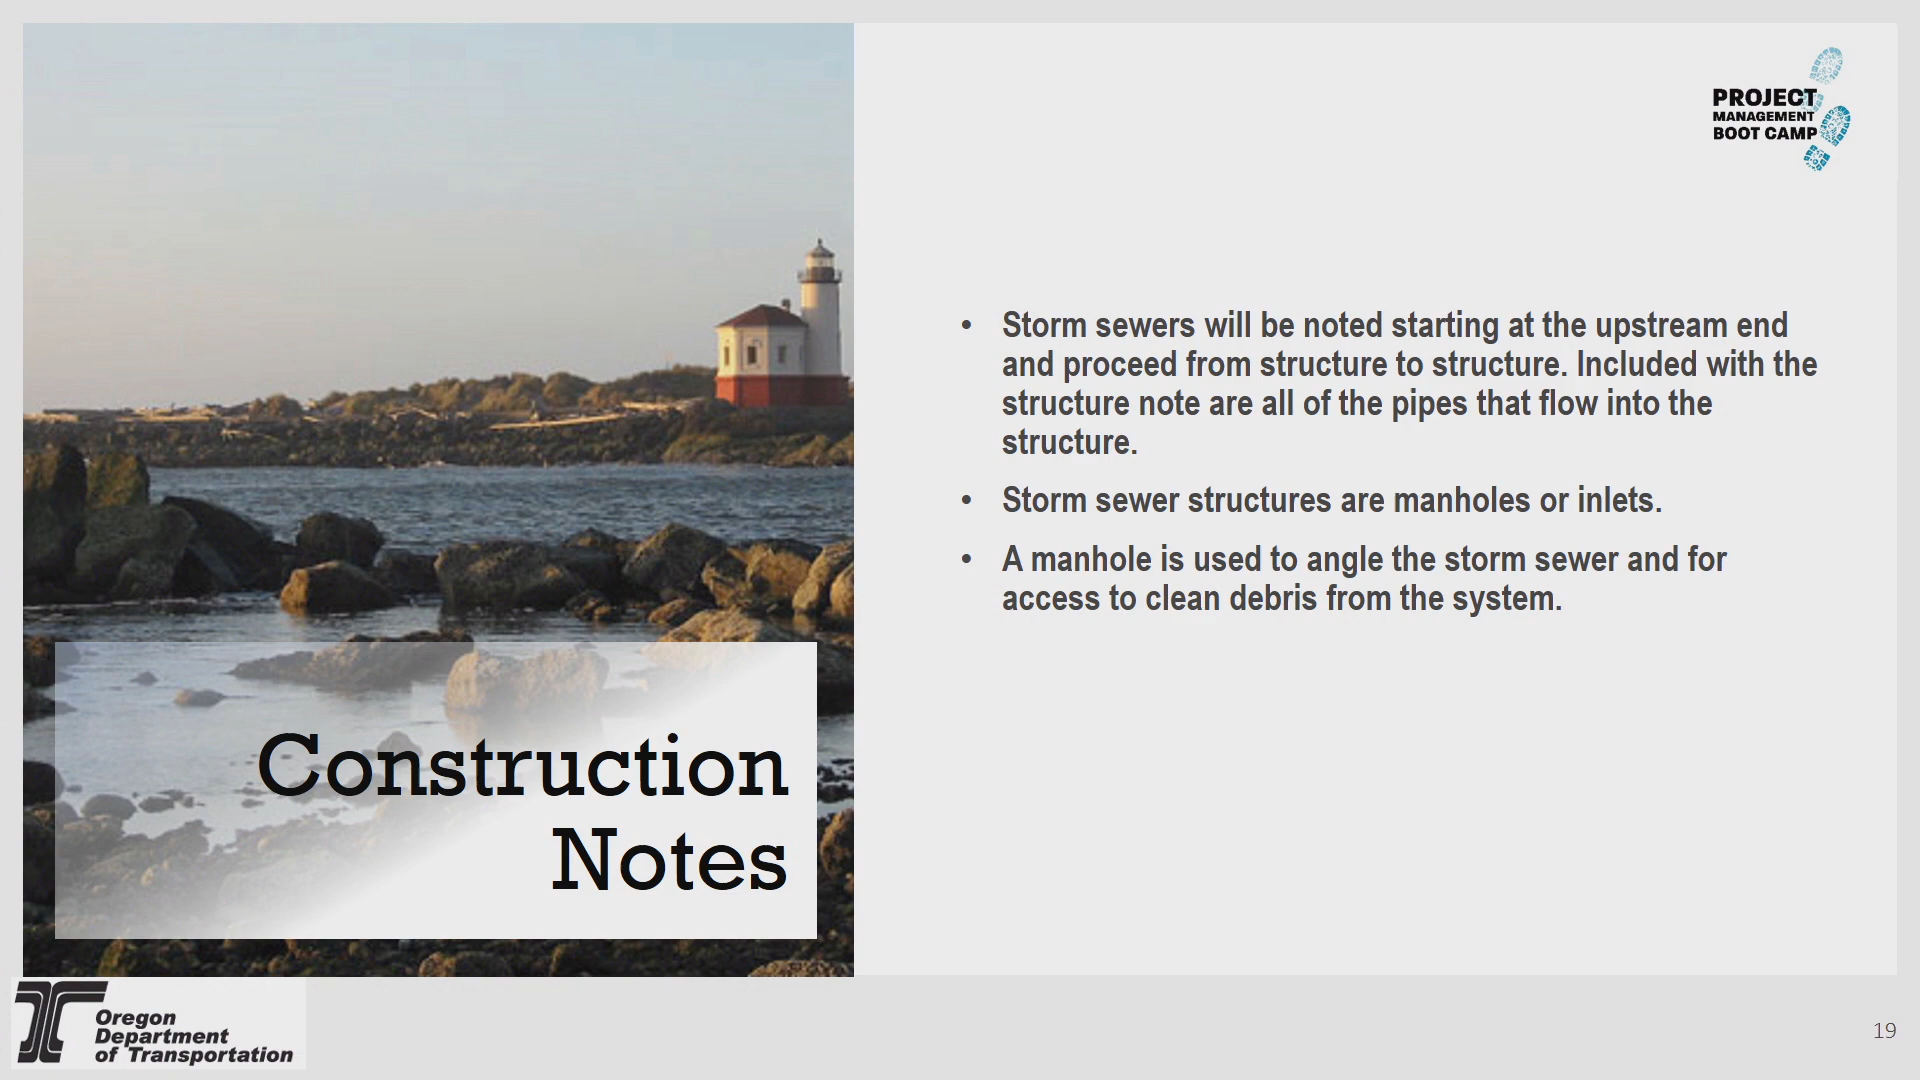 PROJECT
MANAGEMENT
BOOT CAMP
• Storm sewers will be noted starting at the upstream end
and proceed from structure to structure. Included with the
structure note are all of the pipes that flow into the
structure.
• Storm sewer structures are manholes or inlets.
• A manhole is used to angle the storm sewer and for
access to clean debris from the system.
Construction
Notes
Oregon
Department
of Transportation
19